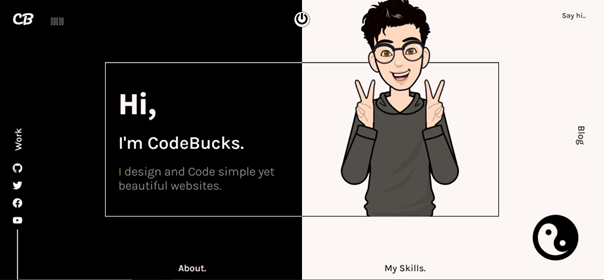 CB
Say hi..
Hi,
I'm CodeBucks.
I design and Code simple yet
beautiful websites.
Work
Blog
About.
My Skills.